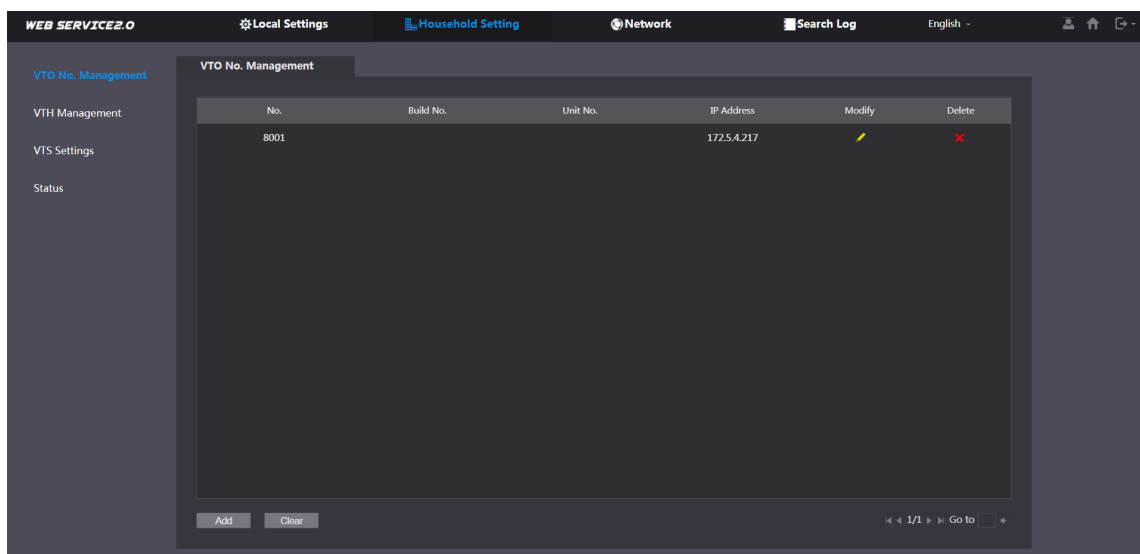 WEB SERVICE2.0 Local Settings Household Setting Network Search Log English
VTO No. Management
VTH Management
VTS Settings
Status
VTO No. Management
No. Build No. Unit No. IP Address Modify Delete
8001 172.5.4.217
Add Clear 1/1 Go to